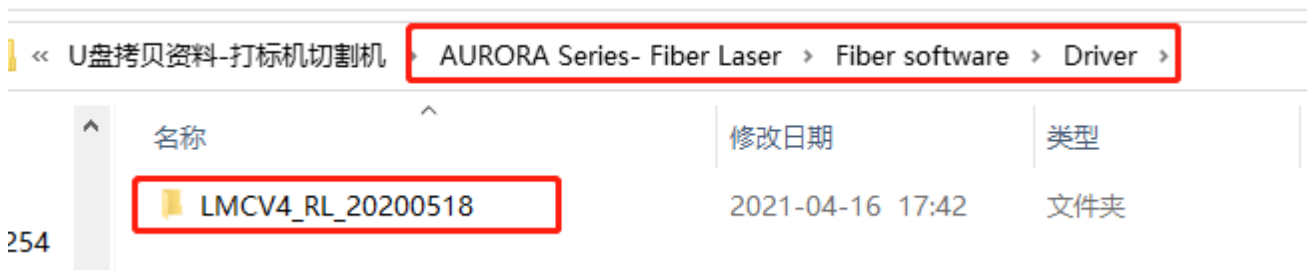 « U盘拷贝资料-打标机切割机 › AURORA Series- Fiber Laser › Fiber software › Driver ›
名称 修改日期 类型
LMCV4_RL_20200518 2021-04-16 17:42 文件夹
254